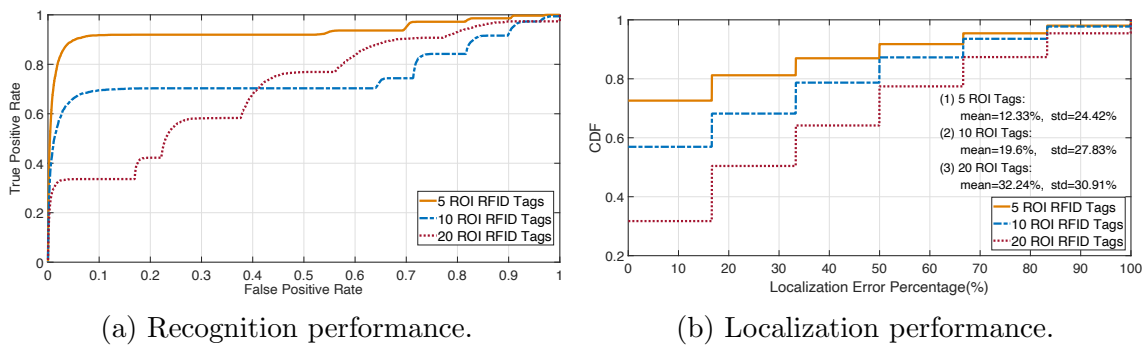 1
0.8
0.6
0.4
0.2
0
True Positive Rate
0 0.1 0.2 0.3 0.4 0.5 0.6 0.7 0.8 0.9 1
False Positive Rate
5 ROI RFID Tags
10 ROI RFID Tags
20 ROI RFID Tags
(a) Recognition performance.
1
0.8
0.6
0.4
0.2
CDF
0 10 20 30 40 50 60 70 80 90 100
Localization Error Percentage(%)
(1) 5 ROI Tags:
mean=12.33%, std=24.42%
(2) 10 ROI Tags:
mean=19.6%, std=27.83%
(3) 20 ROI Tags:
mean=32.24%, std=30.91%
5 ROI RFID Tags
10 ROI RFID Tags
20 ROI RFID Tags
(b) Localization performance.